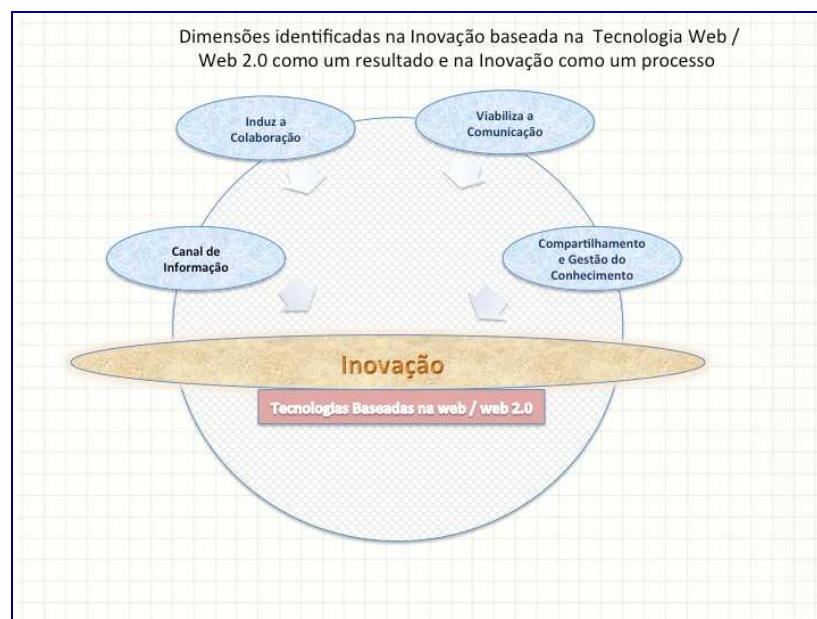 Dimensões identificadas na Inovação baseada na Tecnologia Web /
Web 2.0 como um resultado e na Inovação como um processo
Induz a
Colaboração
Viabiliza a
Comunicação
Canal de
Informação
Compartilhamento
e Gestão do
Conhecimento
Inovação
Tecnologias Baseadas na web / web 2.0